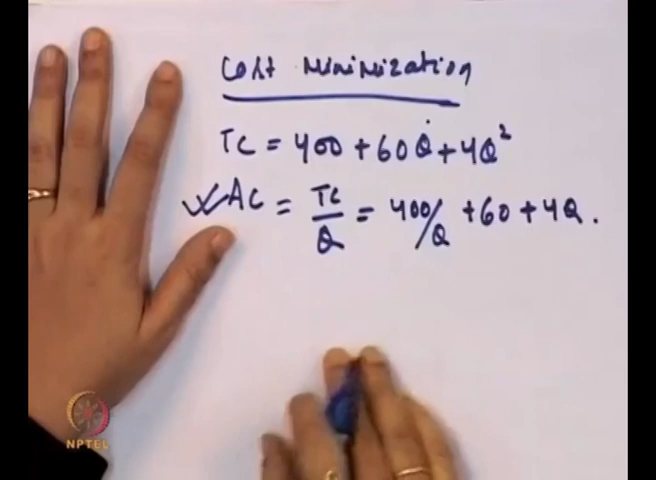 Cost Minimization
TC = 400 + 60Q + 4Q²
✓AC = TC/Q = 400/Q + 60 + 4Q.
NPTEL